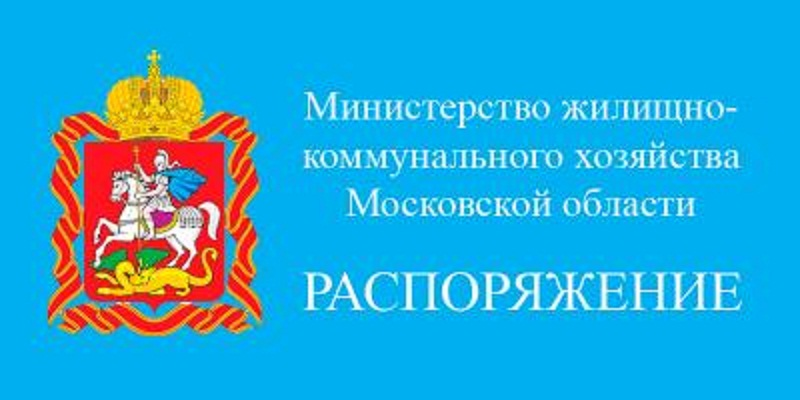 Министерство жилищно-
коммунального хозяйства
Московской области
РАСПОРЯЖЕНИЕ